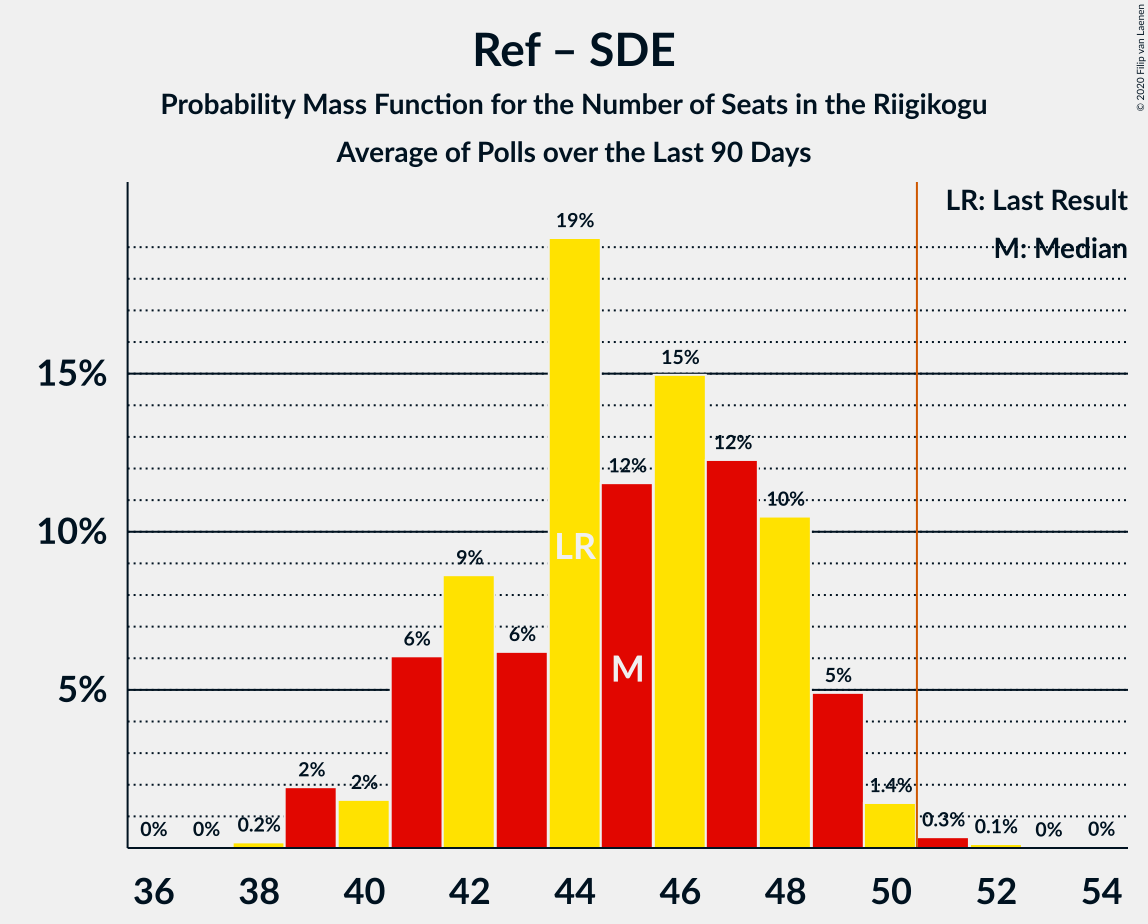 Ref – SDE
Probability Mass Function for the Number of Seats in the Riigikogu
Average of Polls over the Last 90 Days
© 2020 Filip van Laenen
LR: Last Result
M: Median
15%
10%
5%
0%
0%
0.2%
2%
2%
6%
9%
6%
19%
12%
15%
12%
10%
5%
1.4%
0.3%
0.1%
0%
0%
LR
M
36 38 40 42 44 46 48 50 52 54